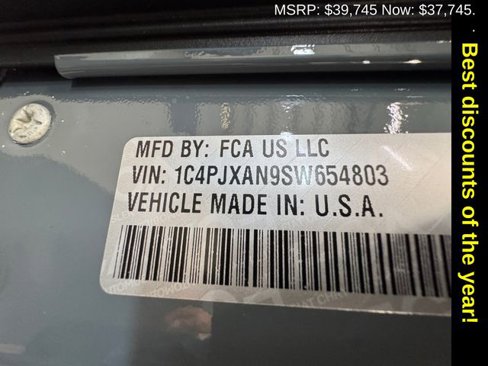 MSRP: $39,745 Now: $37,745.
Best discounts of the year!
MFD BY: FCA US LLC
VIN: 1C4PJXAN9SW654803
VEHICLE MADE IN: U.S.A.